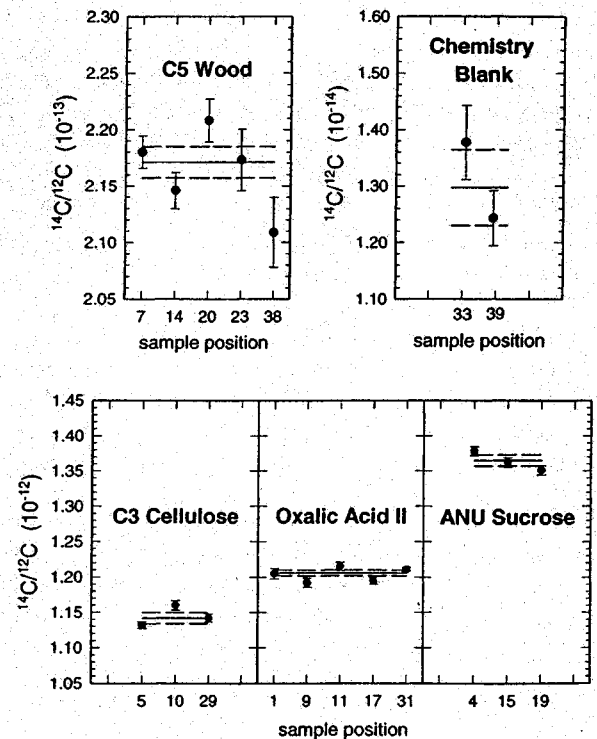 2.30
2.25
2.20
2.15
2.10
2.05
¹⁴C/¹²C (10⁻¹³)
C5 Wood
7 14 20 23 38
sample position
1.60
1.50
1.40
1.30
1.20
1.10
¹⁴C/¹²C (10⁻¹⁴)
Chemistry
Blank
33 39
sample position
1.45
1.40
1.35
1.30
1.25
1.20
1.15
1.10
1.05
¹⁴C/¹²C (10⁻¹²)
C3 Cellulose
Oxalic Acid II
ANU Sucrose
5 10 29 1 9 11 17 31 4 15 19
sample position